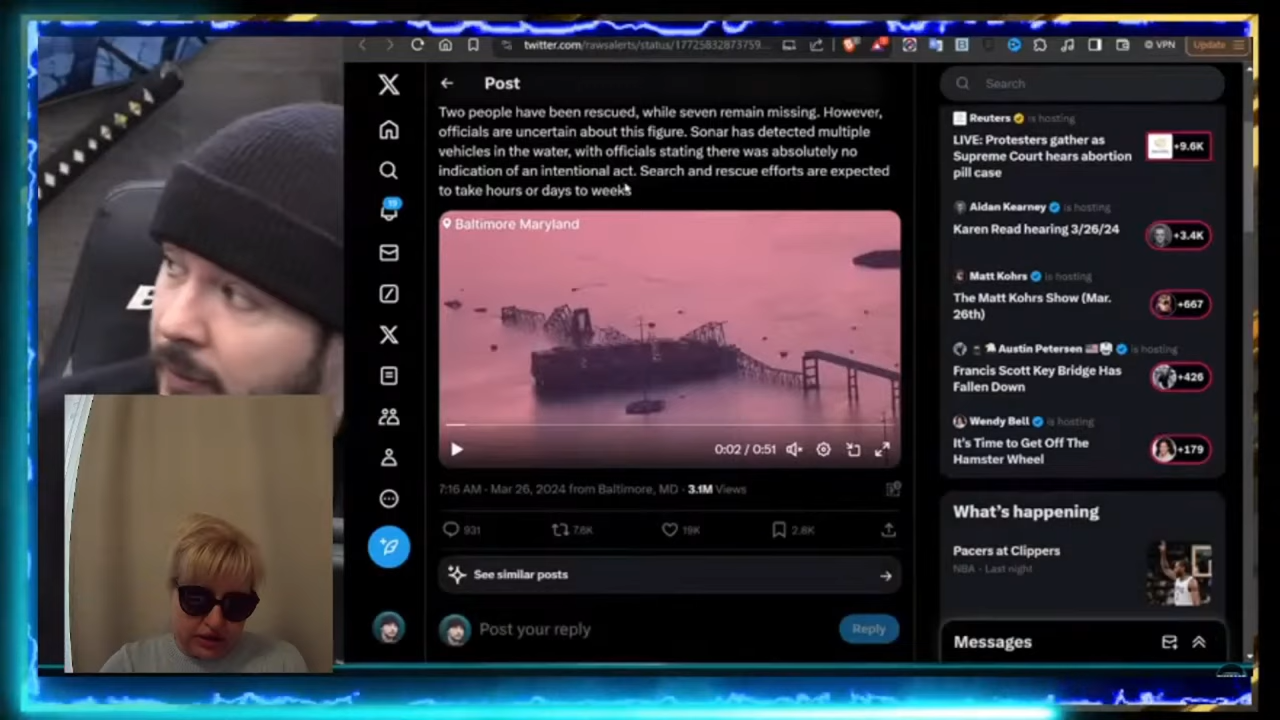 twitter.com/rawsalerts/status/17725832873759...
VPN
Update
Post
Two people have been rescued, while seven remain missing. However,
officials are uncertain about this figure. Sonar has detected multiple
vehicles in the water, with officials stating there was absolutely no
indication of an intentional act. Search and rescue efforts are expected
to take hours or days to weeks
Baltimore Maryland
0:02 / 0:51
7:16 AM · Mar 26, 2024 from Baltimore, MD · 3.1M Views
931
7.6K
19K
2.8K
See similar posts
Post your reply
Reply
Search
Reuters is hosting
LIVE: Protesters gather as
Supreme Court hears abortion
pill case
+9.6K
Aidan Kearney is hosting
Karen Read hearing 3/26/24
+3.4K
Matt Kohrs is hosting
The Matt Kohrs Show (Mar.
26th)
+667
Austin Petersen is hosting
Francis Scott Key Bridge Has
Fallen Down
+426
Wendy Bell is hosting
It's Time to Get Off The
Hamster Wheel
+179
What's happening
Pacers at Clippers
NBA · Last night
Messages